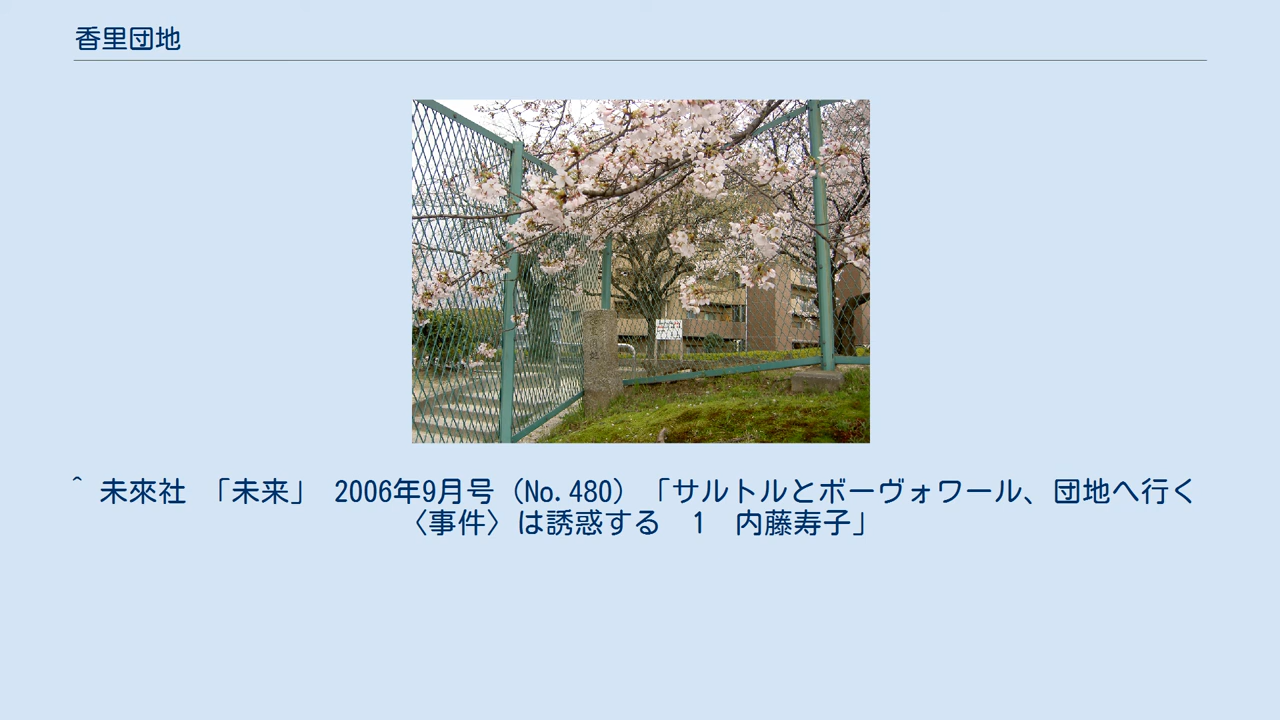 香里団地
^ 未來社 「未来」 2006年9月号（No.480）「サルトルとボーヴォワール、団地へ行く
〈事件〉は誘惑する　1　内藤寿子」